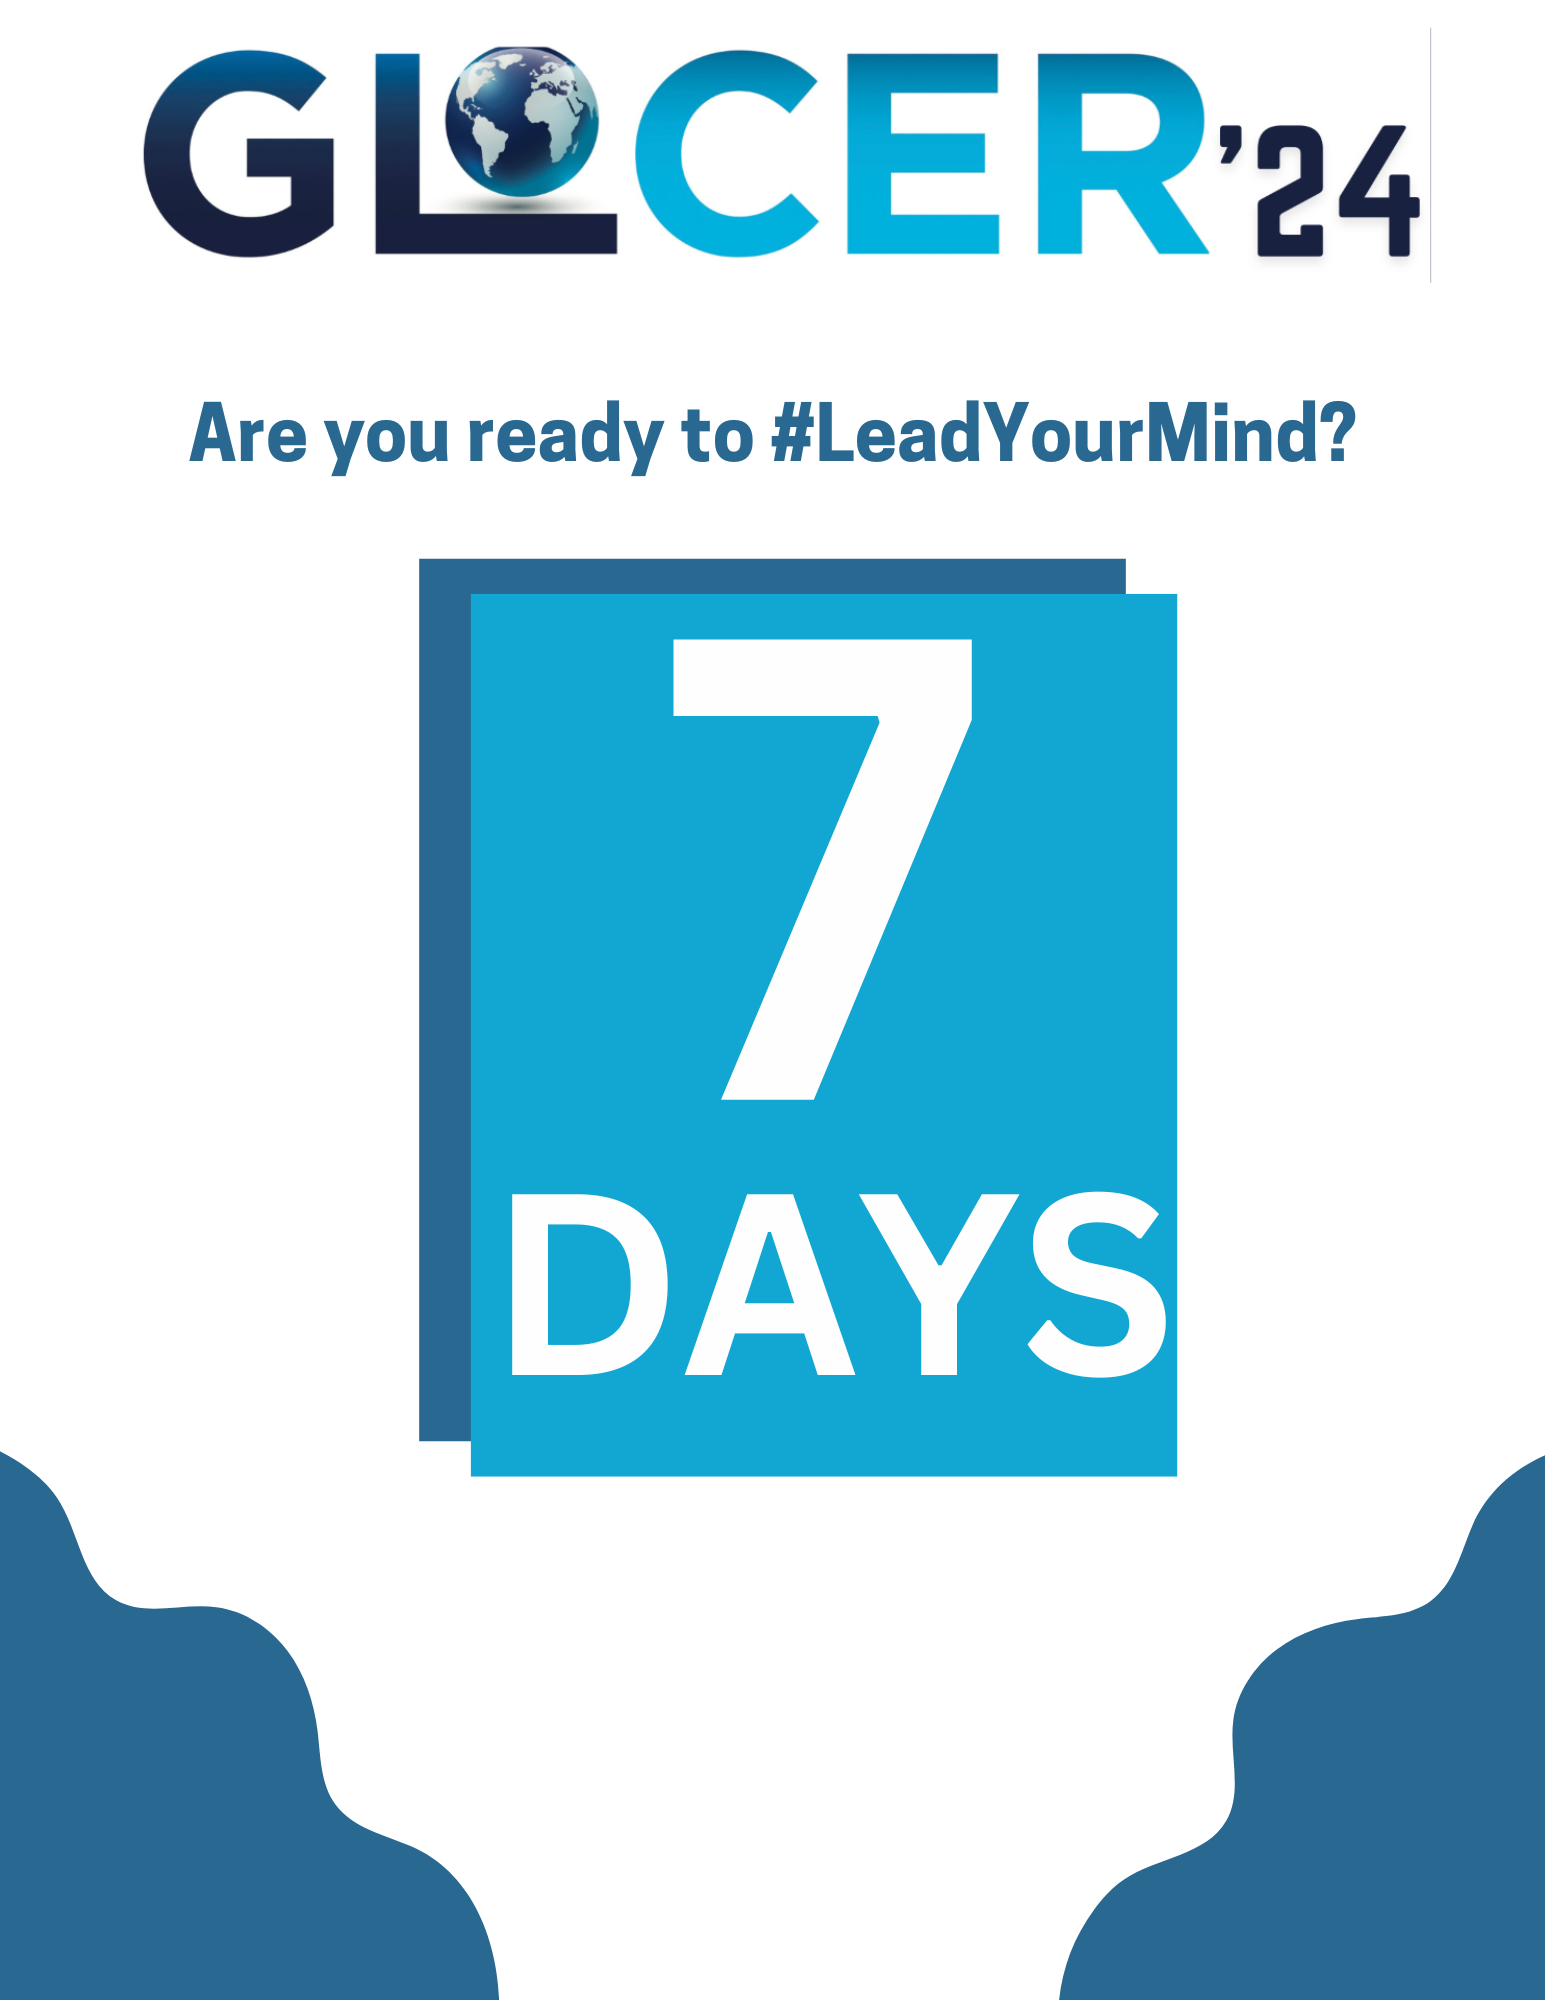 GLOCER'24
Are you ready to #LeadYourMind?
7
DAYS